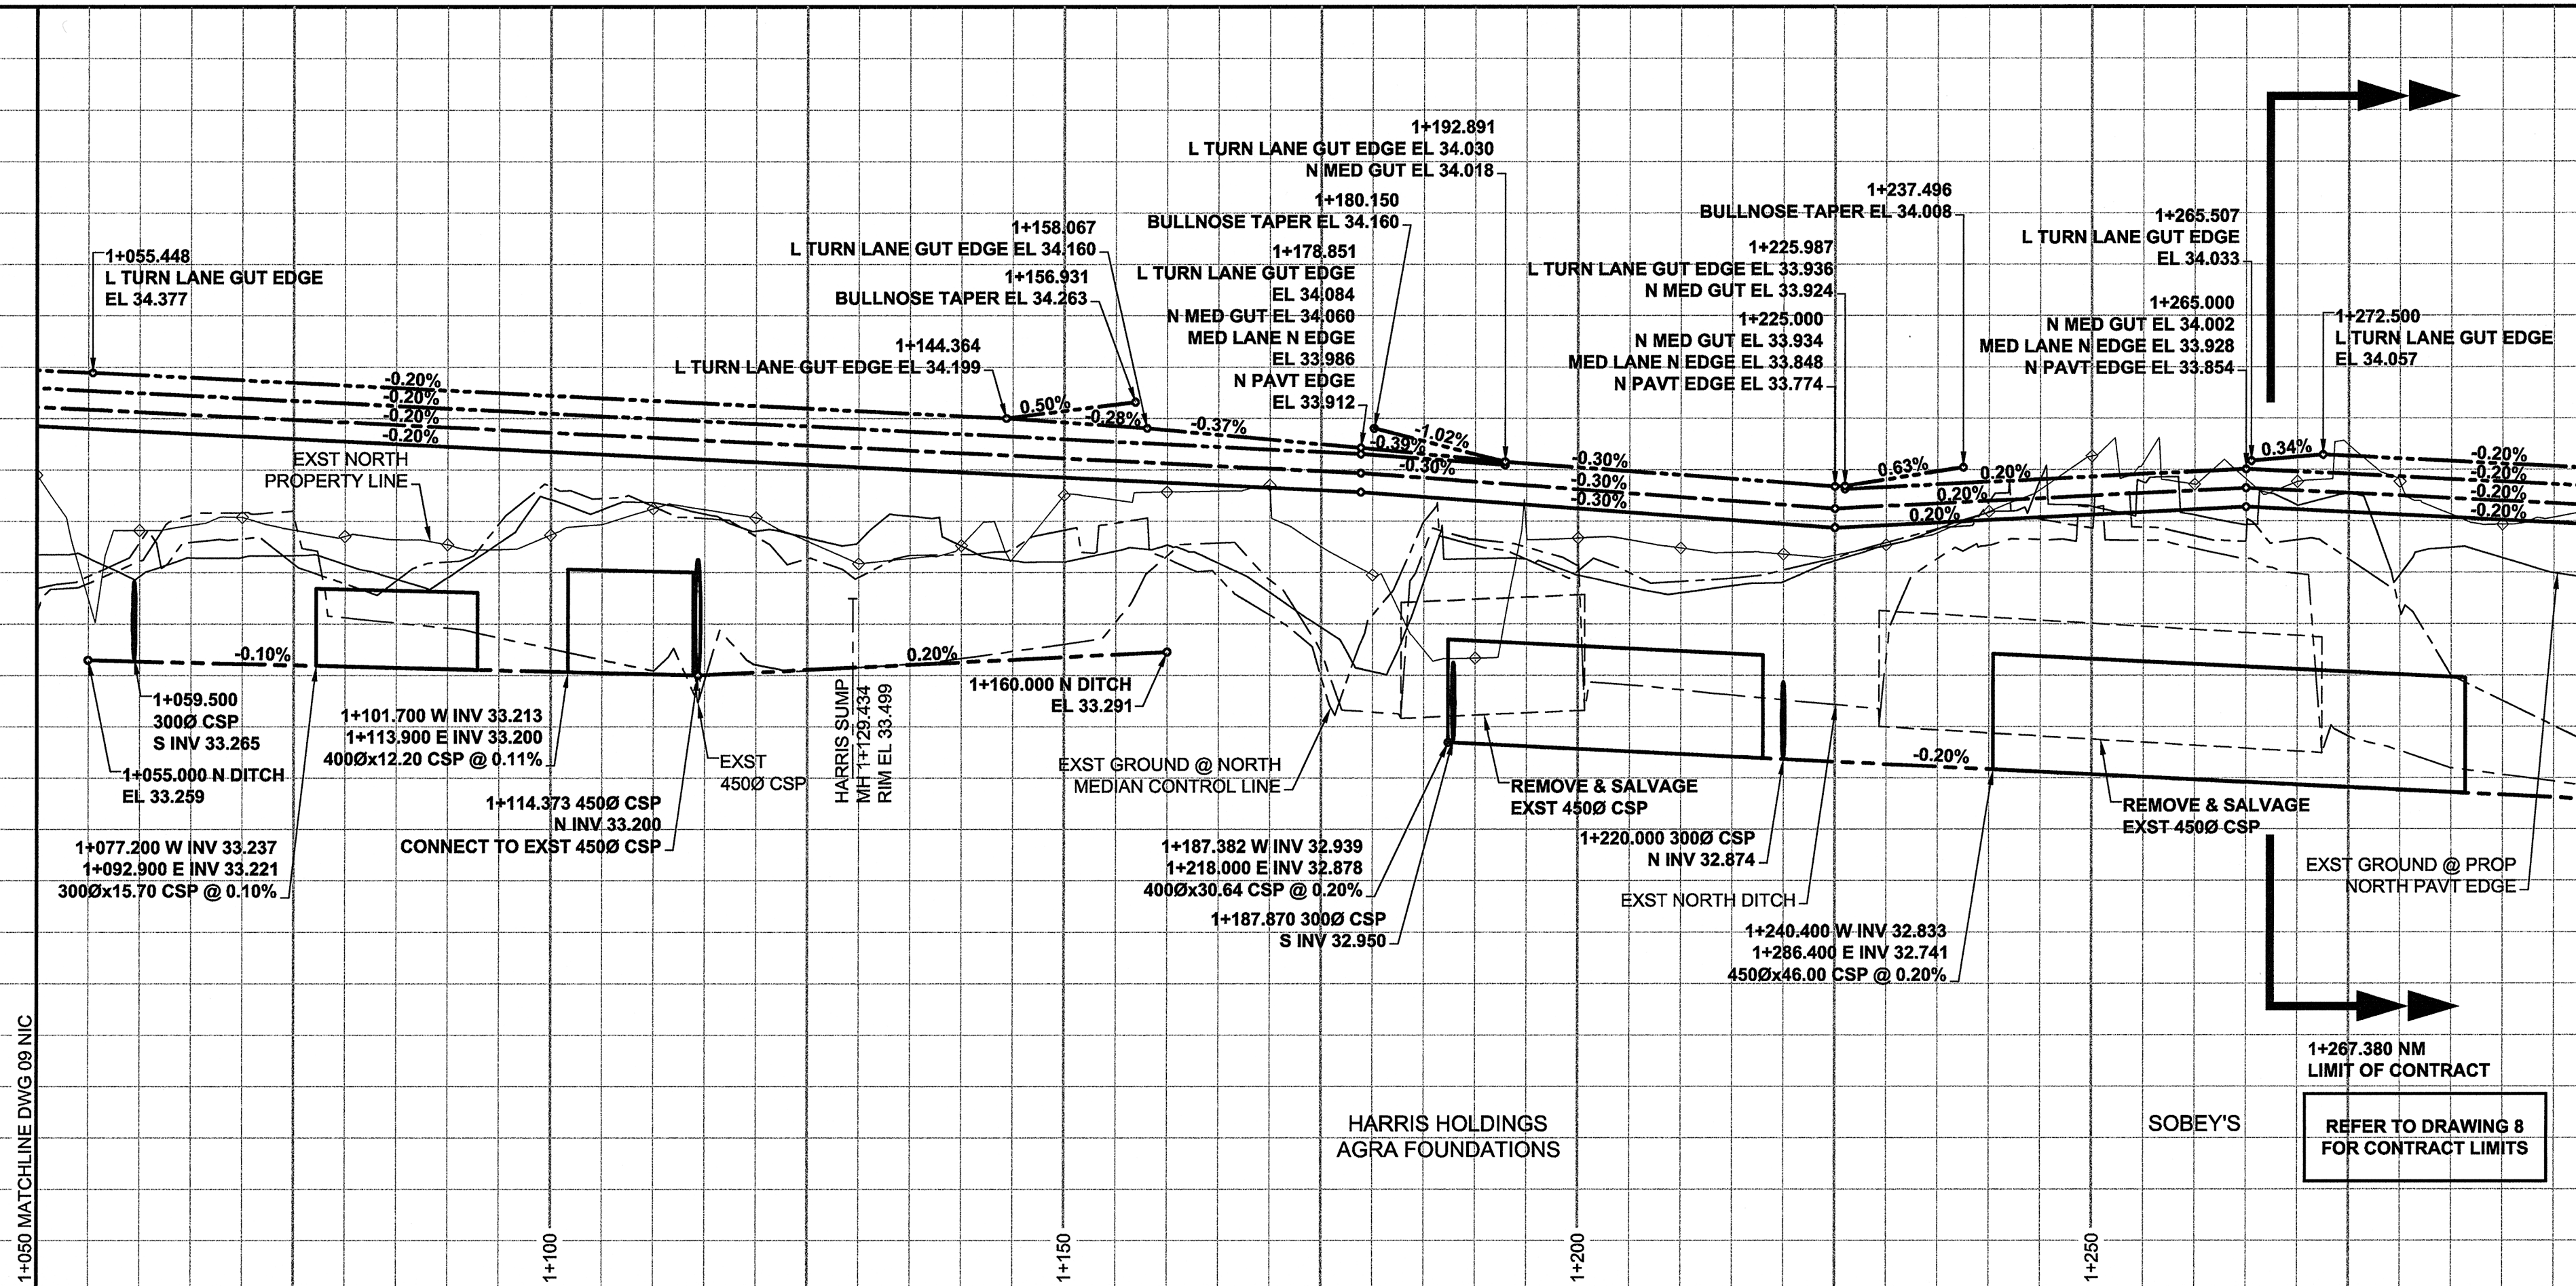 1+192.891
L TURN LANE GUT EDGE EL 34.030
N MED GUT EL 34.018
1+180.150
BULLNOSE TAPER EL 34.160
1+237.496
BULLNOSE TAPER EL 34.008
1+158.067
L TURN LANE GUT EDGE EL 34.160
1+156.931
BULLNOSE TAPER EL 34.263
1+178.851
L TURN LANE GUT EDGE
EL 34.084
N MED GUT EL 34.060
MED LANE N EDGE
EL 33.986
N PAVT EDGE
EL 33.912
1+225.987
L TURN LANE GUT EDGE EL 33.936
N MED GUT EL 33.924
1+225.000
N MED GUT EL 33.934
MED LANE N EDGE EL 33.848
N PAVT EDGE EL 33.774
1+265.507
L TURN LANE GUT EDGE
EL 34.033
1+265.000
N MED GUT EL 34.002
MED LANE N EDGE EL 33.928
N PAVT EDGE EL 33.854
1+272.500
L TURN LANE GUT EDGE
EL 34.057
1+055.448
L TURN LANE GUT EDGE
EL 34.377
1+144.364
L TURN LANE GUT EDGE EL 34.199
-0.20%
-0.20%
-0.20%
-0.20%
0.50%
-0.28%
-0.37%
-1.02%
-0.39%
-0.30%
-0.30%
-0.30%
-0.30%
0.63%
0.20%
0.20%
0.20%
0.34%
-0.20%
-0.20%
-0.20%
-0.20%
EXST NORTH
PROPERTY LINE
-0.10%
0.20%
-0.20%
1+059.500
300Ø CSP
S INV 33.265
1+055.000 N DITCH
EL 33.259
1+077.200 W INV 33.237
1+092.900 E INV 33.221
300Øx15.70 CSP @ 0.10%
1+101.700 W INV 33.213
1+113.900 E INV 33.200
400Øx12.20 CSP @ 0.11%
1+114.373 450Ø CSP
N INV 33.200
CONNECT TO EXST 450Ø CSP
EXST
450Ø CSP
HARRIS SUMP
MH 1+129.434
RIM EL 33.499
1+160.000 N DITCH
EL 33.291
EXST GROUND @ NORTH
MEDIAN CONTROL LINE
1+187.382 W INV 32.939
1+218.000 E INV 32.878
400Øx30.64 CSP @ 0.20%
1+187.870 300Ø CSP
S INV 32.950
REMOVE & SALVAGE
EXST 450Ø CSP
1+220.000 300Ø CSP
N INV 32.874
EXST NORTH DITCH
1+240.400 W INV 32.833
1+286.400 E INV 32.741
450Øx46.00 CSP @ 0.20%
REMOVE & SALVAGE
EXST 450Ø CSP
EXST GROUND @ PROP
NORTH PAVT EDGE
1+267.380 NM
LIMIT OF CONTRACT
REFER TO DRAWING 8
FOR CONTRACT LIMITS
HARRIS HOLDINGS
AGRA FOUNDATIONS
SOBEY'S
1+050 MATCHLINE DWG 09 NIC
1+100
1+150
1+200
1+250